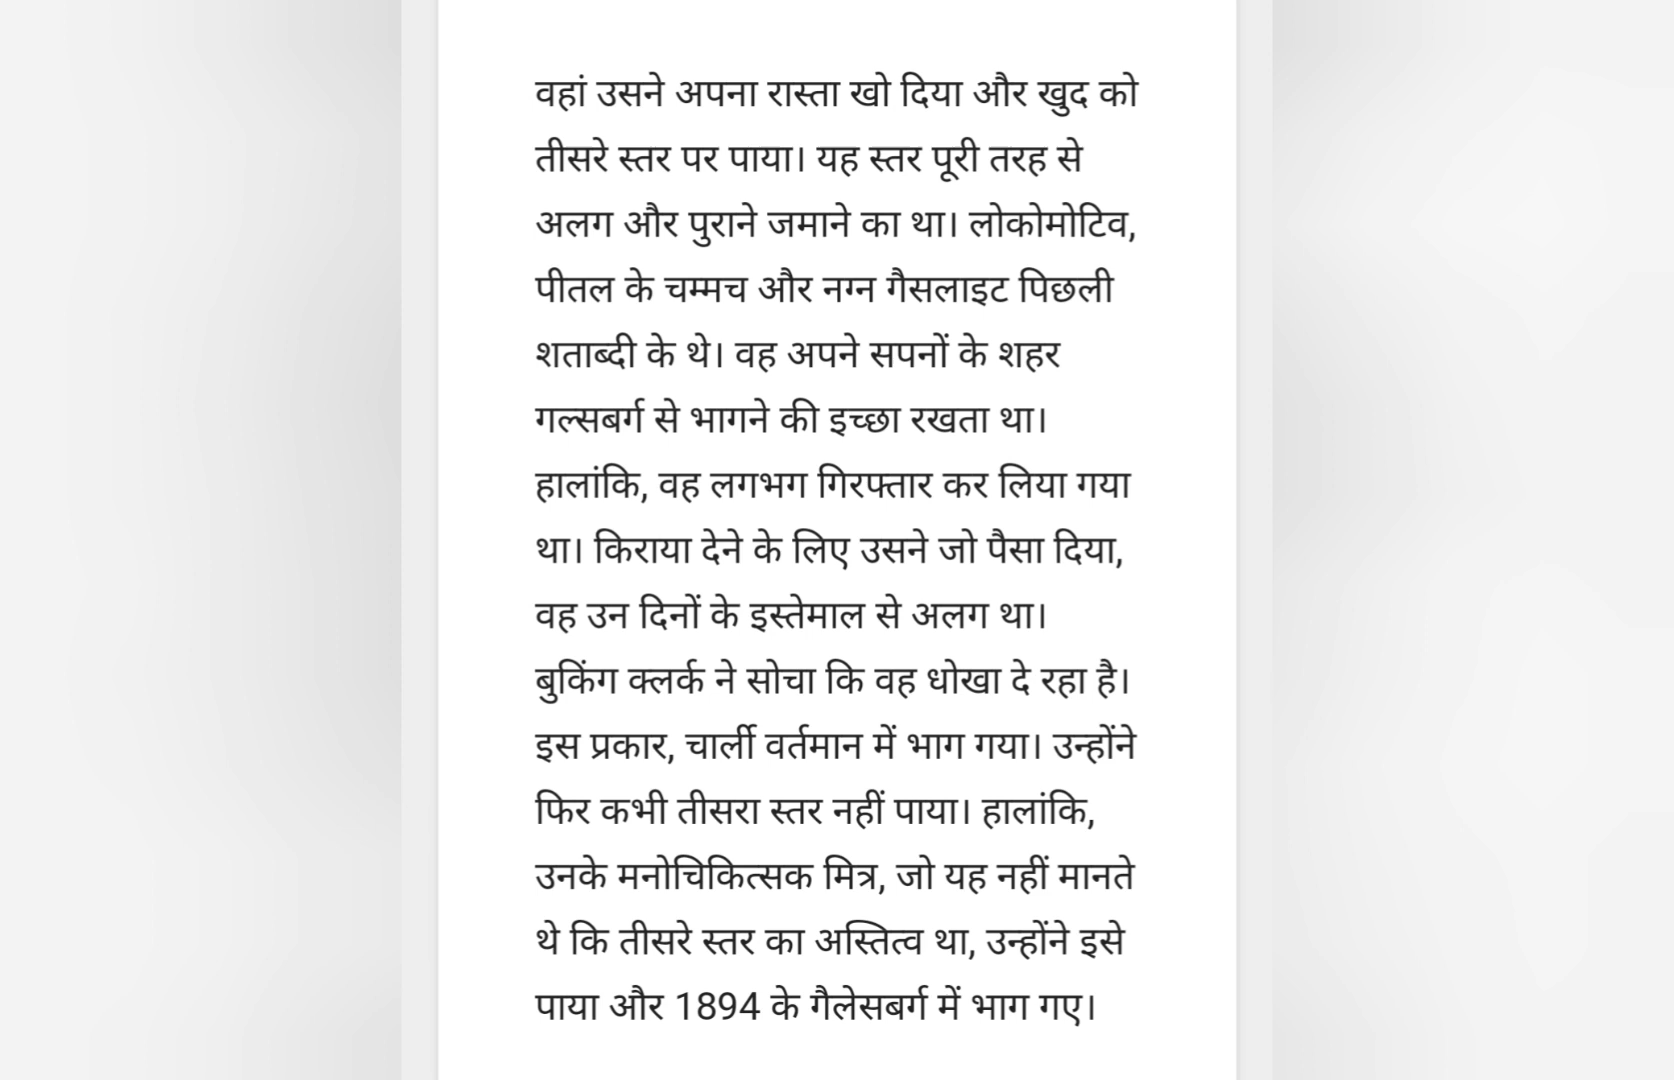 वहां उसने अपना रास्ता खो दिया और खुद को
तीसरे स्तर पर पाया। यह स्तर पूरी तरह से
अलग और पुराने जमाने का था। लोकोमोटिव,
पीतल के चम्मच और नग्न गैसलाइट पिछली
शताब्दी के थे। वह अपने सपनों के शहर
गल्सबर्ग से भागने की इच्छा रखता था।
हालांकि, वह लगभग गिरफ्तार कर लिया गया
था। किराया देने के लिए उसने जो पैसा दिया,
वह उन दिनों के इस्तेमाल से अलग था।
बुकिंग क्लर्क ने सोचा कि वह धोखा दे रहा है।
इस प्रकार, चार्ली वर्तमान में भाग गया। उन्होंने
फिर कभी तीसरा स्तर नहीं पाया। हालांकि,
उनके मनोचिकित्सक मित्र, जो यह नहीं मानते
थे कि तीसरे स्तर का अस्तित्व था, उन्होंने इसे
पाया और 1894 के गैलेसबर्ग में भाग गए।